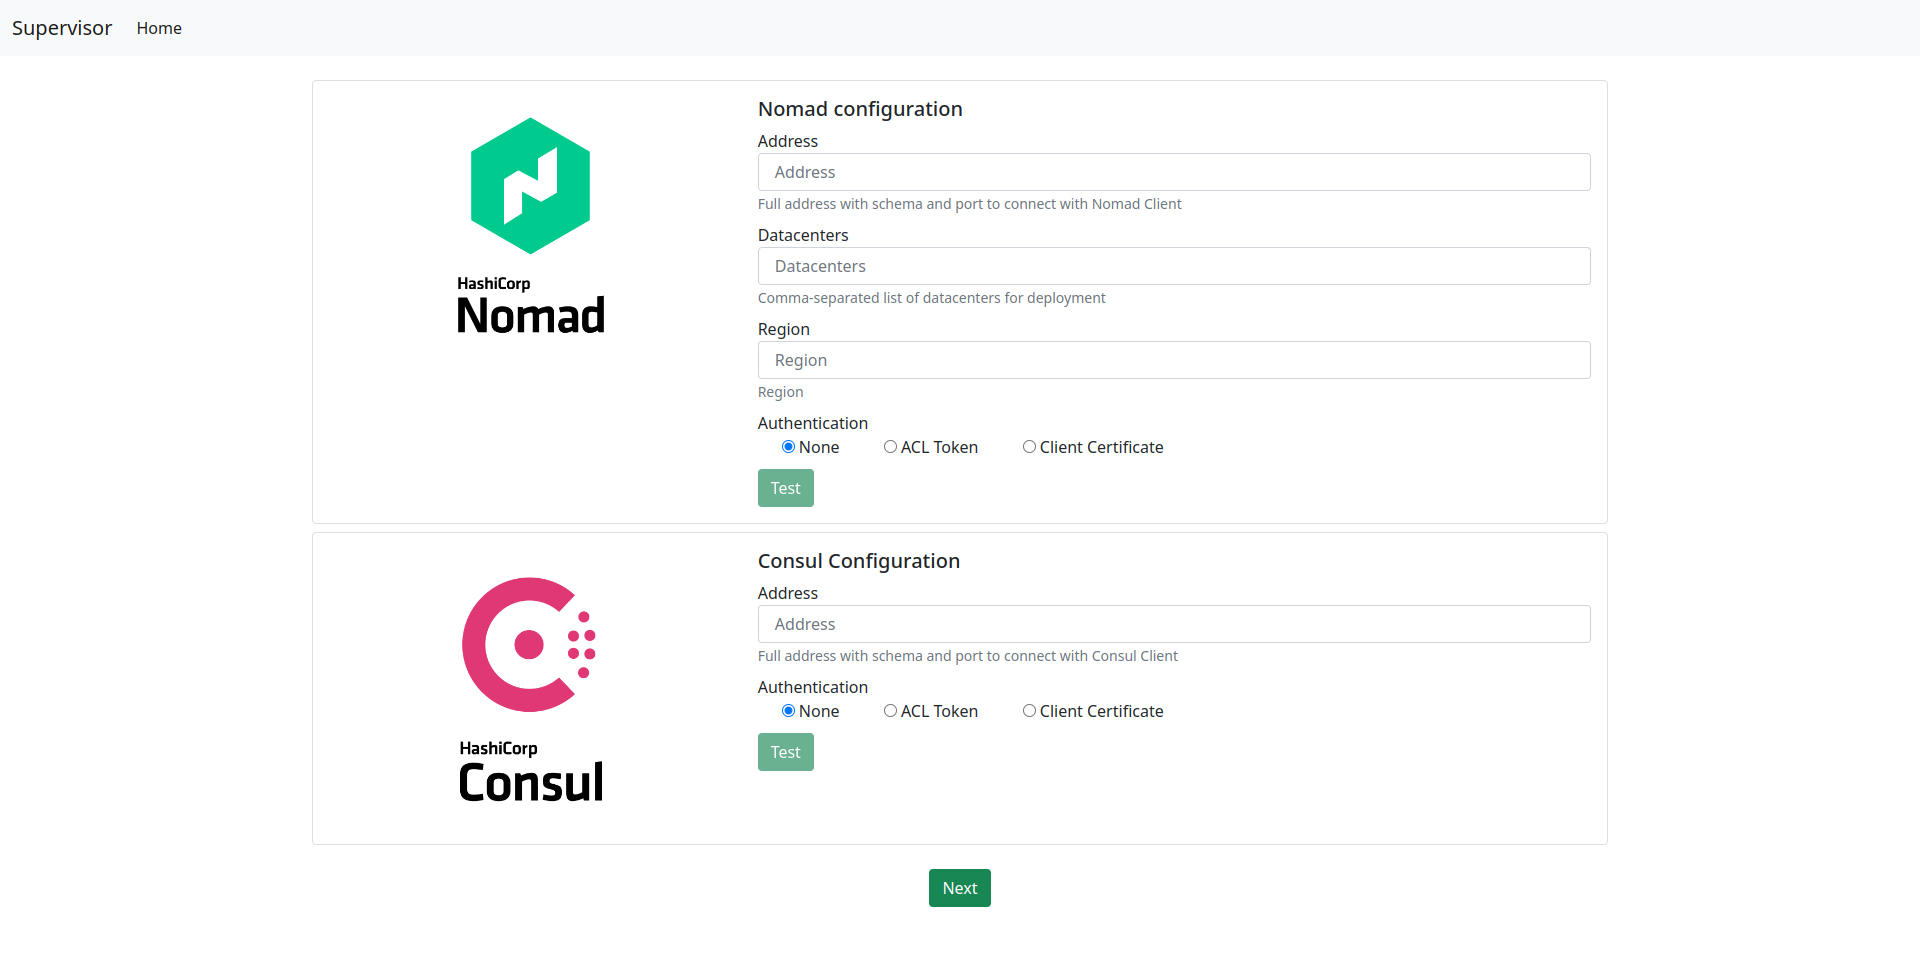 Supervisor Home
HashiCorp
Nomad
Nomad configuration
Address
Address
Full address with schema and port to connect with Nomad Client
Datacenters
Datacenters
Comma-separated list of datacenters for deployment
Region
Region
Region
Authentication
None ACL Token Client Certificate
Test
HashiCorp
Consul
Consul Configuration
Address
Address
Full address with schema and port to connect with Consul Client
Authentication
None ACL Token Client Certificate
Test
Next